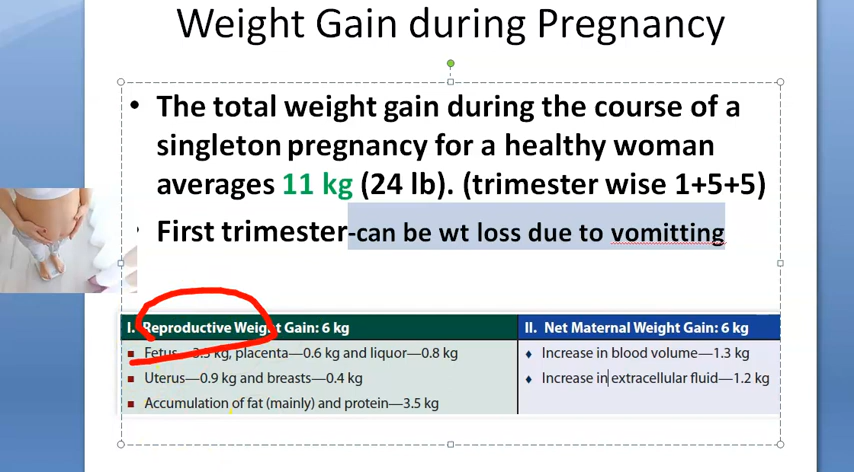 Weight Gain during Pregnancy
• The total weight gain during the course of a
singleton pregnancy for a healthy woman
averages 11 kg (24 lb). (trimester wise 1+5+5)
• First trimester-can be wt loss due to vomitting
I. Reproductive Weight Gain: 6 kg
Fetus—3.3 kg, placenta—0.6 kg and liquor—0.8 kg
Uterus—0.9 kg and breasts—0.4 kg
Accumulation of fat (mainly) and protein—3.5 kg
II. Net Maternal Weight Gain: 6 kg
Increase in blood volume—1.3 kg
Increase in extracellular fluid—1.2 kg